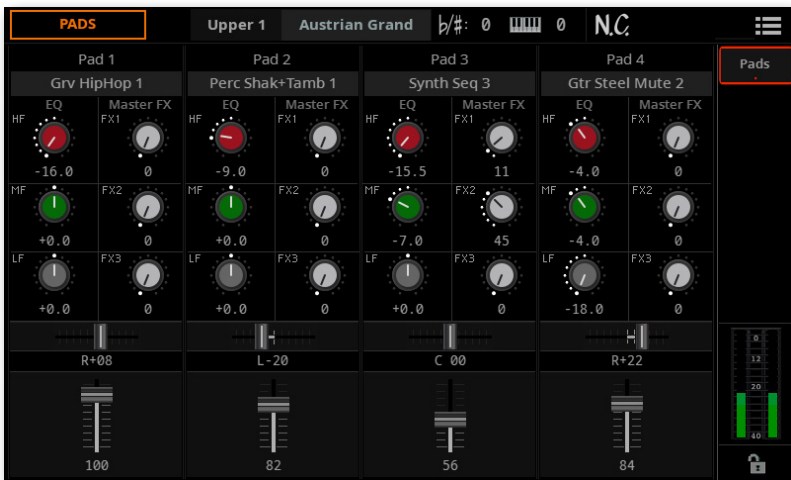 PADS Upper 1 Austrian Grand ♭/#: 0 0 N.C.
Pad 1 Pad 2 Pad 3 Pad 4 Pads
Grv HipHop 1 Perc Shak+Tamb 1 Synth Seq 3 Gtr Steel Mute 2
EQ Master FX EQ Master FX EQ Master FX EQ Master FX
HF FX1 HF FX1 HF FX1 HF FX1
-16.0 0 -9.0 0 -15.5 11 -4.0 0
MF FX2 MF FX2 MF FX2 MF FX2
+0.0 0 +0.0 0 -7.0 45 -4.0 0
LF FX3 LF FX3 LF FX3 LF FX3
+0.0 0 +0.0 0 +0.0 0 -18.0 0
R+08 L-20 C 00 R+22
0
12
20
40
100 82 56 84